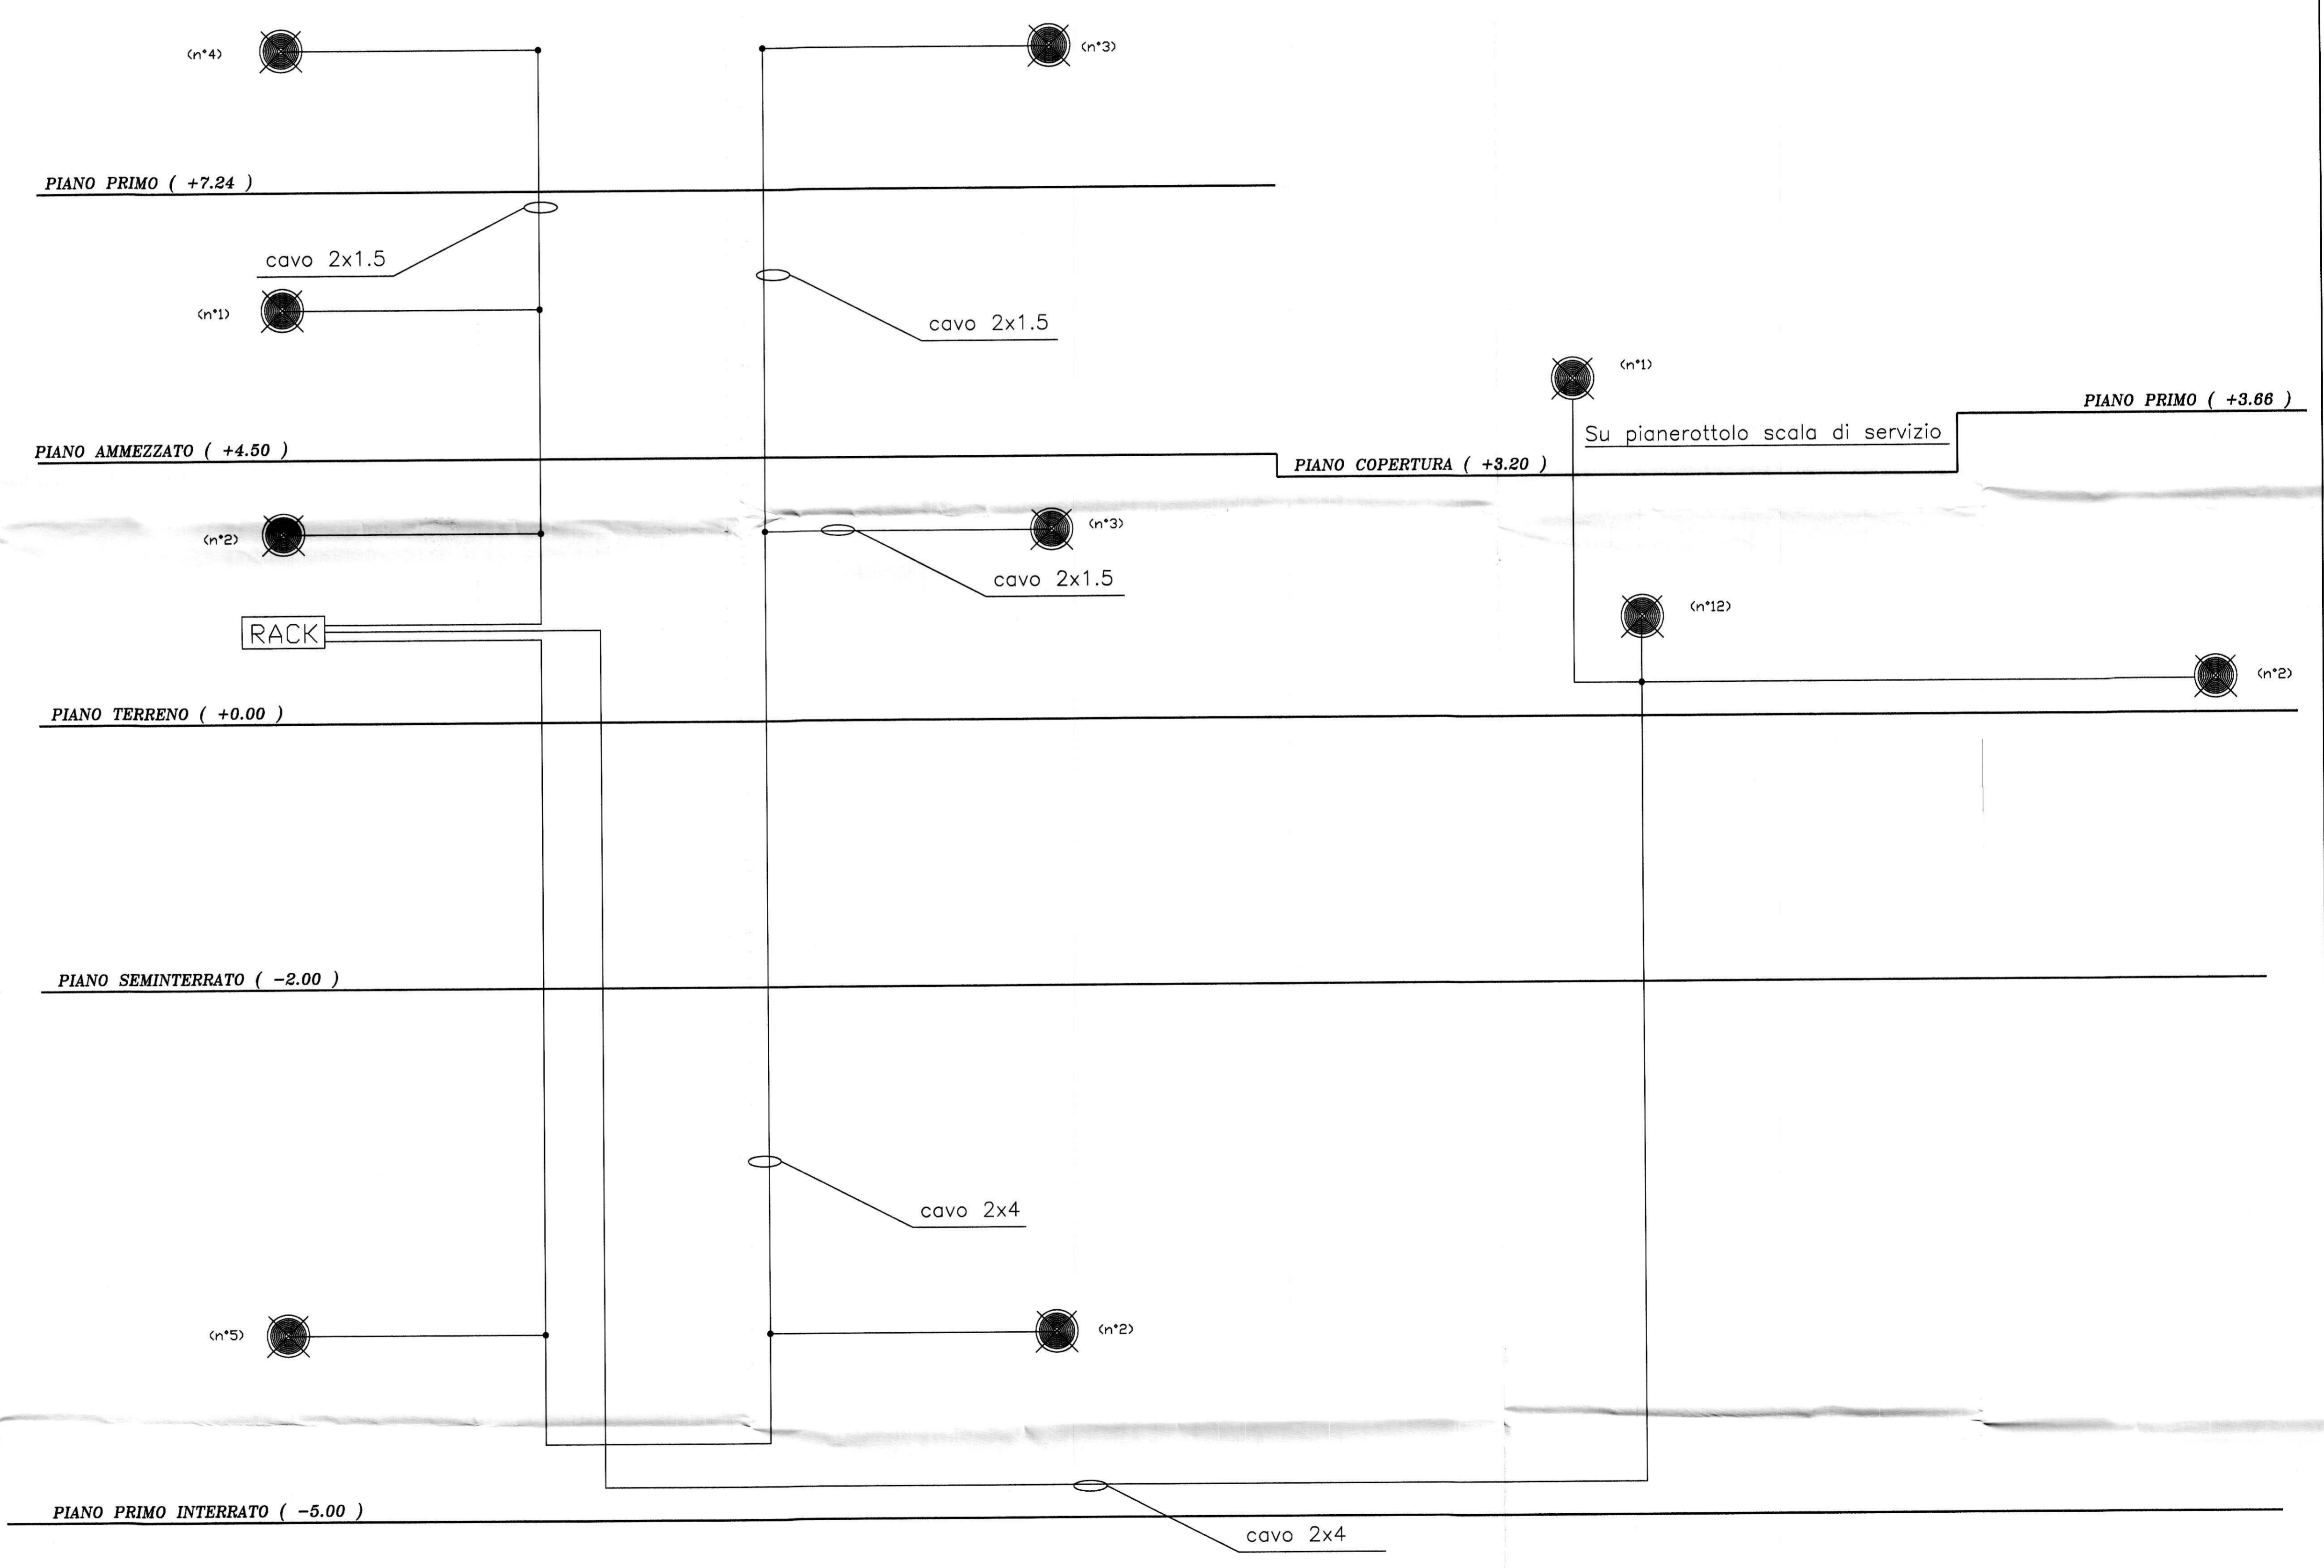 (n°4)
(n°3)
PIANO PRIMO ( +7.24 )
cavo 2x1.5
(n°1)
cavo 2x1.5
(n°1)
PIANO PRIMO ( +3.66 )
Su pianerottolo scala di servizio
PIANO AMMEZZATO ( +4.50 )
PIANO COPERTURA ( +3.20 )
(n°2)
(n°3)
cavo 2x1.5
(n°12)
RACK
(n°2)
PIANO TERRENO ( +0.00 )
PIANO SEMINTERRATO ( -2.00 )
cavo 2x4
(n°5)
(n°2)
PIANO PRIMO INTERRATO ( -5.00 )
cavo 2x4